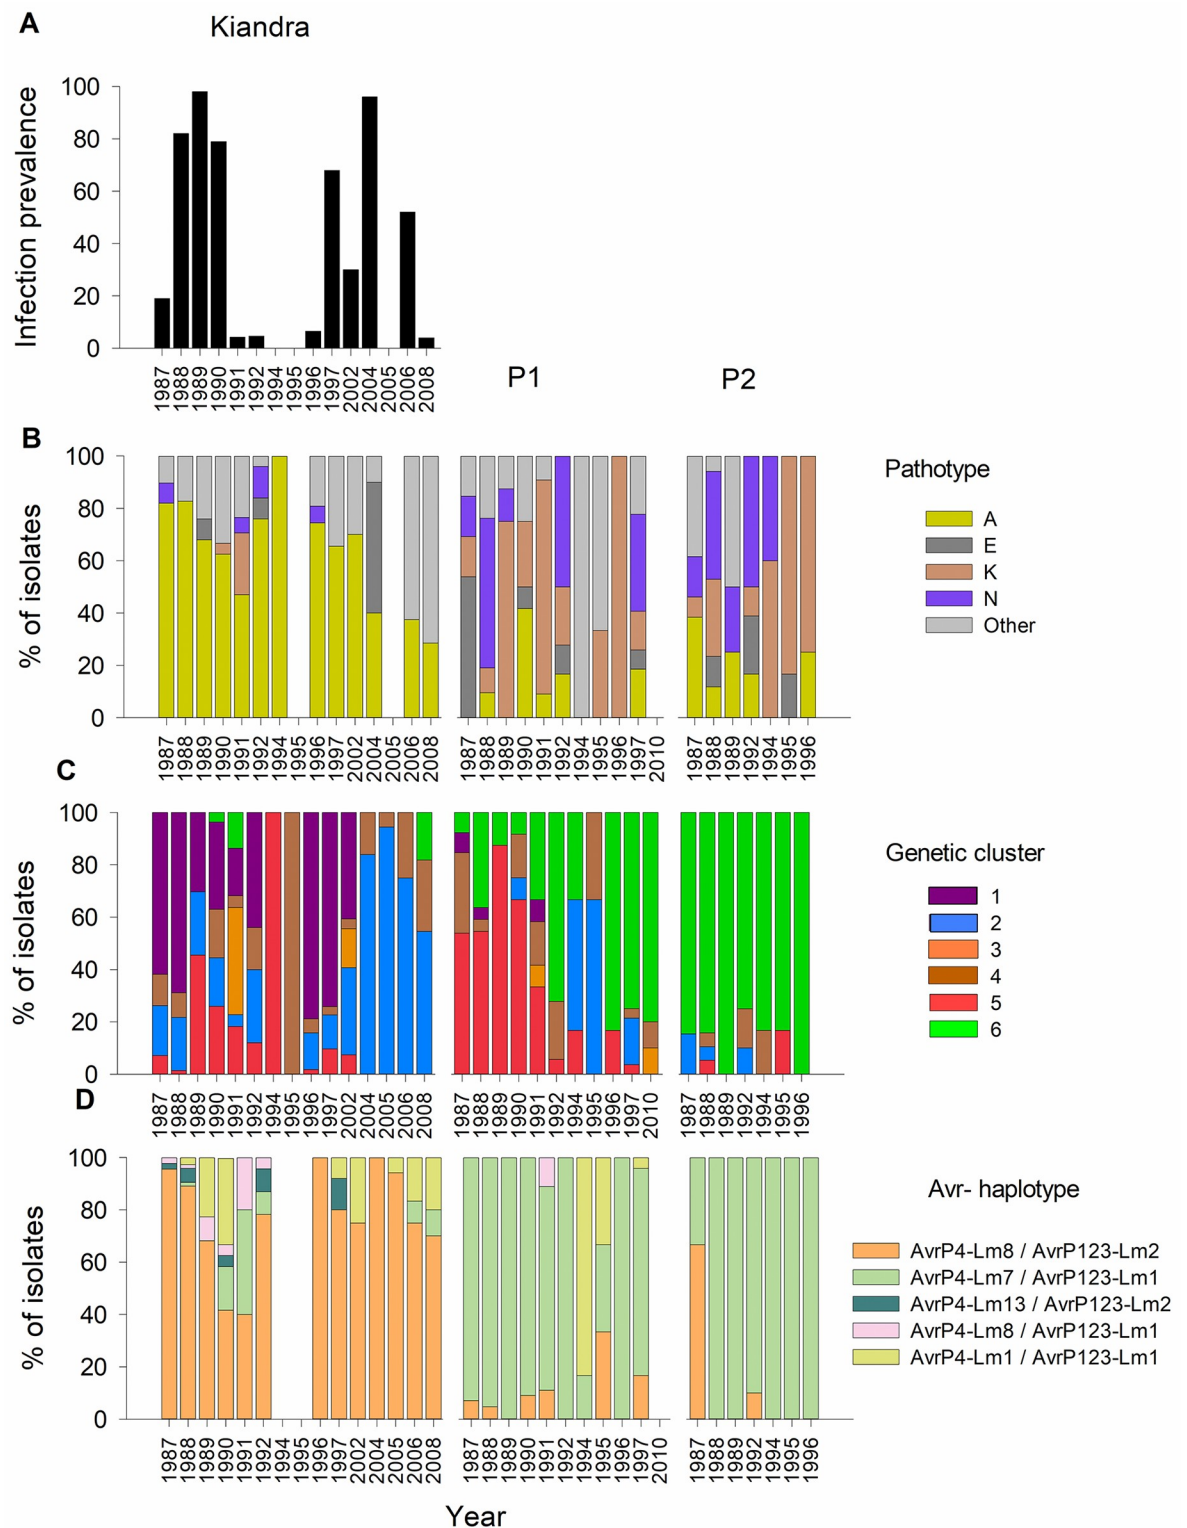 A
Kiandra
Infection prevalence
100
80
60
40
20
0
1987 1988 1989 1990 1991 1992 1994 1995 1996 1997 2002 2004 2005 2006 2008
P1
P2
B
% of isolates
100
80
60
40
20
0
1987 1988 1989 1990 1991 1992 1994 1995 1996 1997 2002 2004 2005 2006 2008
1987 1988 1989 1990 1991 1992 1994 1995 1996 1997 2010
1987 1988 1989 1992 1994 1995 1996
Pathotype
A
E
K
N
Other
C
% of isolates
100
80
60
40
20
0
1987 1988 1989 1990 1991 1992 1994 1995 1996 1997 2002 2004 2005 2006 2008
1987 1988 1989 1990 1991 1992 1994 1995 1996 1997 2010
1987 1988 1989 1992 1994 1995 1996
Genetic cluster
1
2
3
4
5
6
D
% of isolates
100
80
60
40
20
0
1987 1988 1989 1990 1991 1992 1994 1995 1996 1997 2002 2004 2005 2006 2008
1987 1988 1989 1990 1991 1992 1994 1995 1996 1997 2010
1987 1988 1989 1992 1994 1995 1996
Avr- haplotype
AvrP4-Lm8 / AvrP123-Lm2
AvrP4-Lm7 / AvrP123-Lm1
AvrP4-Lm13 / AvrP123-Lm2
AvrP4-Lm8 / AvrP123-Lm1
AvrP4-Lm1 / AvrP123-Lm1
Year